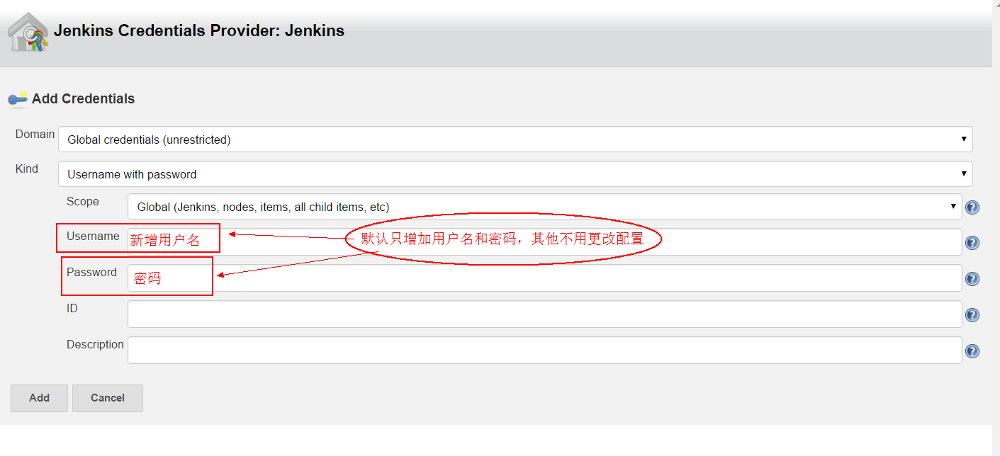 Jenkins Credentials Provider: Jenkins
Add Credentials
Domain
Global credentials (unrestricted)
Kind
Username with password
Scope
Global (Jenkins, nodes, items, all child items, etc)
Username
新增用户名
默认只增加用户名和密码，其他不用更改配置
Password
密码
ID
Description
Add
Cancel